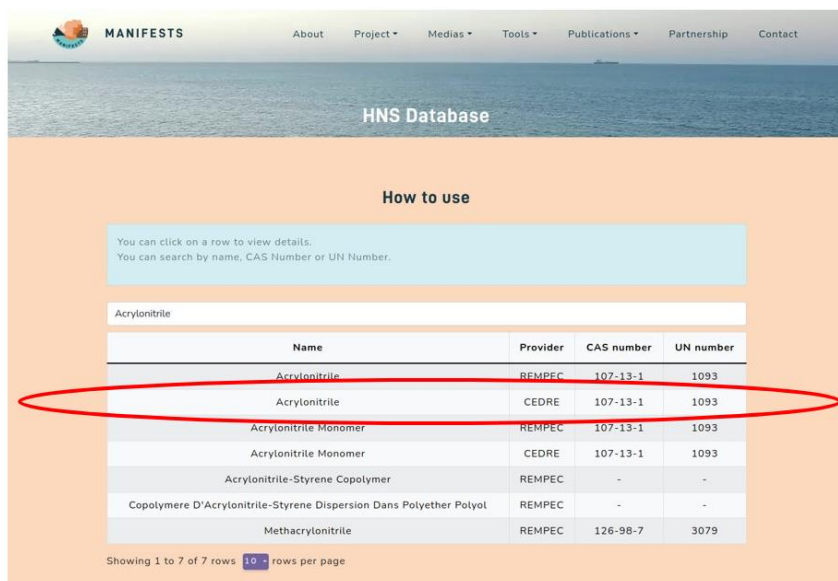 MANIFESTS
MANIFESTS About Project Medias Tools Publications Partnership Contact
HNS Database
How to use
You can click on a row to view details.
You can search by name, CAS Number or UN Number.
Acrylonitrile
Name Provider CAS number UN number
Acrylonitrile REMPEC 107-13-1 1093
Acrylonitrile CEDRE 107-13-1 1093
Acrylonitrile Monomer REMPEC 107-13-1 1093
Acrylonitrile Monomer CEDRE 107-13-1 1093
Acrylonitrile-Styrene Copolymer REMPEC - -
Copolymere D'Acrylonitrile-Styrene Dispersion Dans Polyether Polyol REMPEC - -
Methacrylonitrile REMPEC 126-98-7 3079
Showing 1 to 7 of 7 rows 10 rows per page